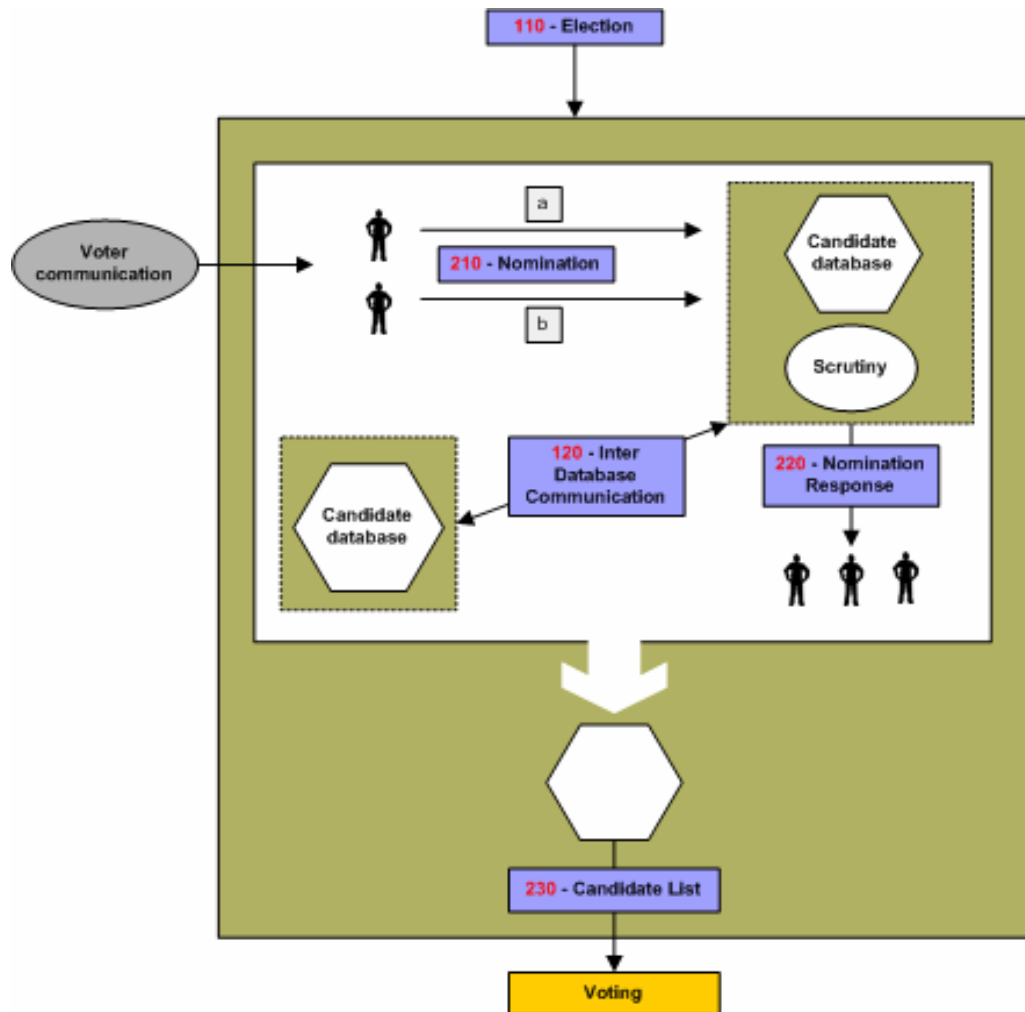 110 - Election
a
Voter
communication
210 - Nomination
b
Candidate
database
Scrutiny
120 - Inter
Database
Communication
220 - Nomination
Response
Candidate
database
230 - Candidate List
Voting